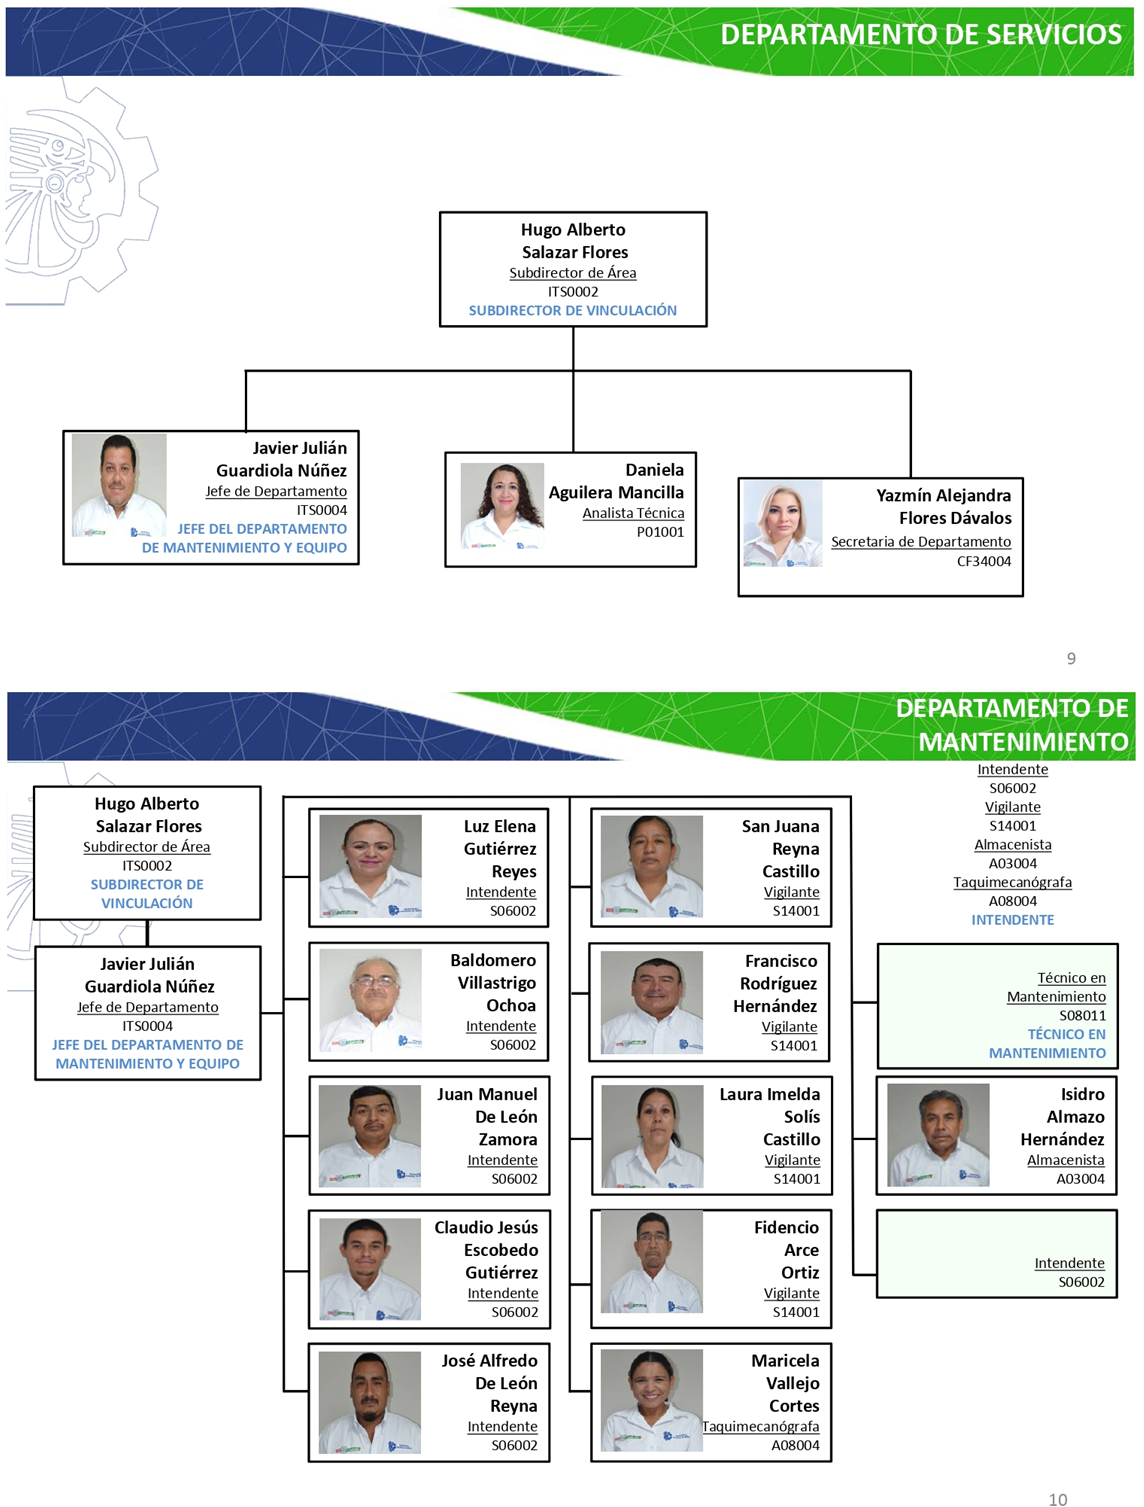 DEPARTAMENTO DE SERVICIOS
Hugo Alberto
Salazar Flores
Subdirector de Área
ITS0002
SUBDIRECTOR DE VINCULACIÓN
Javier Julián
Guardiola Núñez
Jefe de Departamento
ITS0004
JEFE DEL DEPARTAMENTO
DE MANTENIMIENTO Y EQUIPO
Daniela
Aguilera Mancilla
Analista Técnica
P01001
Yazmín Alejandra
Flores Dávalos
Secretaria de Departamento
CF34004
9
DEPARTAMENTO DE
MANTENIMIENTO
Hugo Alberto
Salazar Flores
Subdirector de Área
ITS0002
SUBDIRECTOR DE
VINCULACIÓN
Javier Julián
Guardiola Núñez
Jefe de Departamento
ITS0004
JEFE DEL DEPARTAMENTO DE
MANTENIMIENTO Y EQUIPO
Luz Elena
Gutiérrez
Reyes
Intendente
S06002
Baldomero
Villastrigo
Ochoa
Intendente
S06002
Juan Manuel
De León
Zamora
Intendente
S06002
Claudio Jesús
Escobedo
Gutiérrez
Intendente
S06002
José Alfredo
De León
Reyna
Intendente
S06002
San Juana
Reyna
Castillo
Vigilante
S14001
Francisco
Rodríguez
Hernández
Vigilante
S14001
Laura Imelda
Solís
Castillo
Vigilante
S14001
Fidencio
Arce
Ortiz
Vigilante
S14001
Maricela
Vallejo
Cortes
Taquimecanógrafa
A08004
Intendente
S06002
Vigilante
S14001
Almacenista
A03004
Taquimecanógrafa
A08004
INTENDENTE
Técnico en
Mantenimiento
S08011
TÉCNICO EN
MANTENIMIENTO
Isidro
Almazo
Hernández
Almacenista
A03004
Intendente
S06002
10